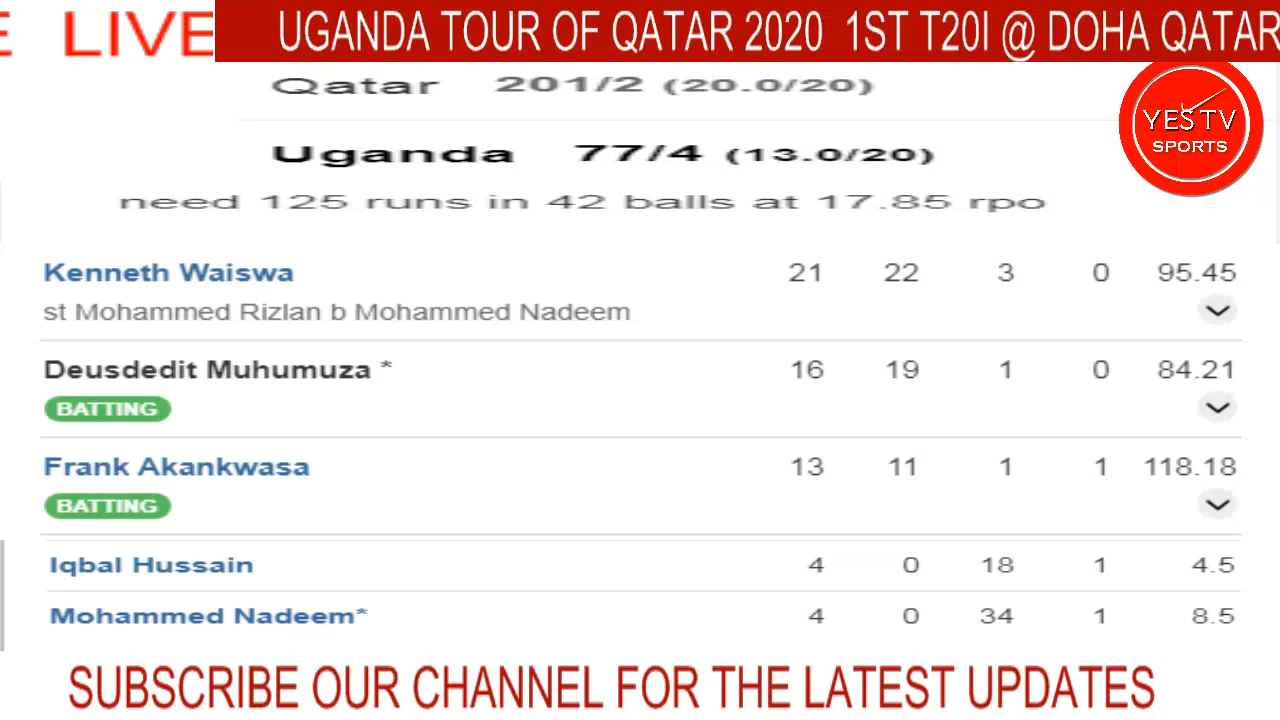 E LIVE UGANDA TOUR OF QATAR 2020 1ST T20I @ DOHA QATAR
Qatar 201/2 (20.0/20)
YES TV
SPORTS
Uganda 77/4 (13.0/20)
need 125 runs in 42 balls at 17.85 rpo
Kenneth Waiswa 21 22 3 0 95.45
st Mohammed Rizlan b Mohammed Nadeem
Deusdedit Muhumuza * 16 19 1 0 84.21
BATTING
Frank Akankwasa 13 11 1 1 118.18
BATTING
Iqbal Hussain 4 0 18 1 4.5
Mohammed Nadeem* 4 0 34 1 8.5
SUBSCRIBE OUR CHANNEL FOR THE LATEST UPDATES